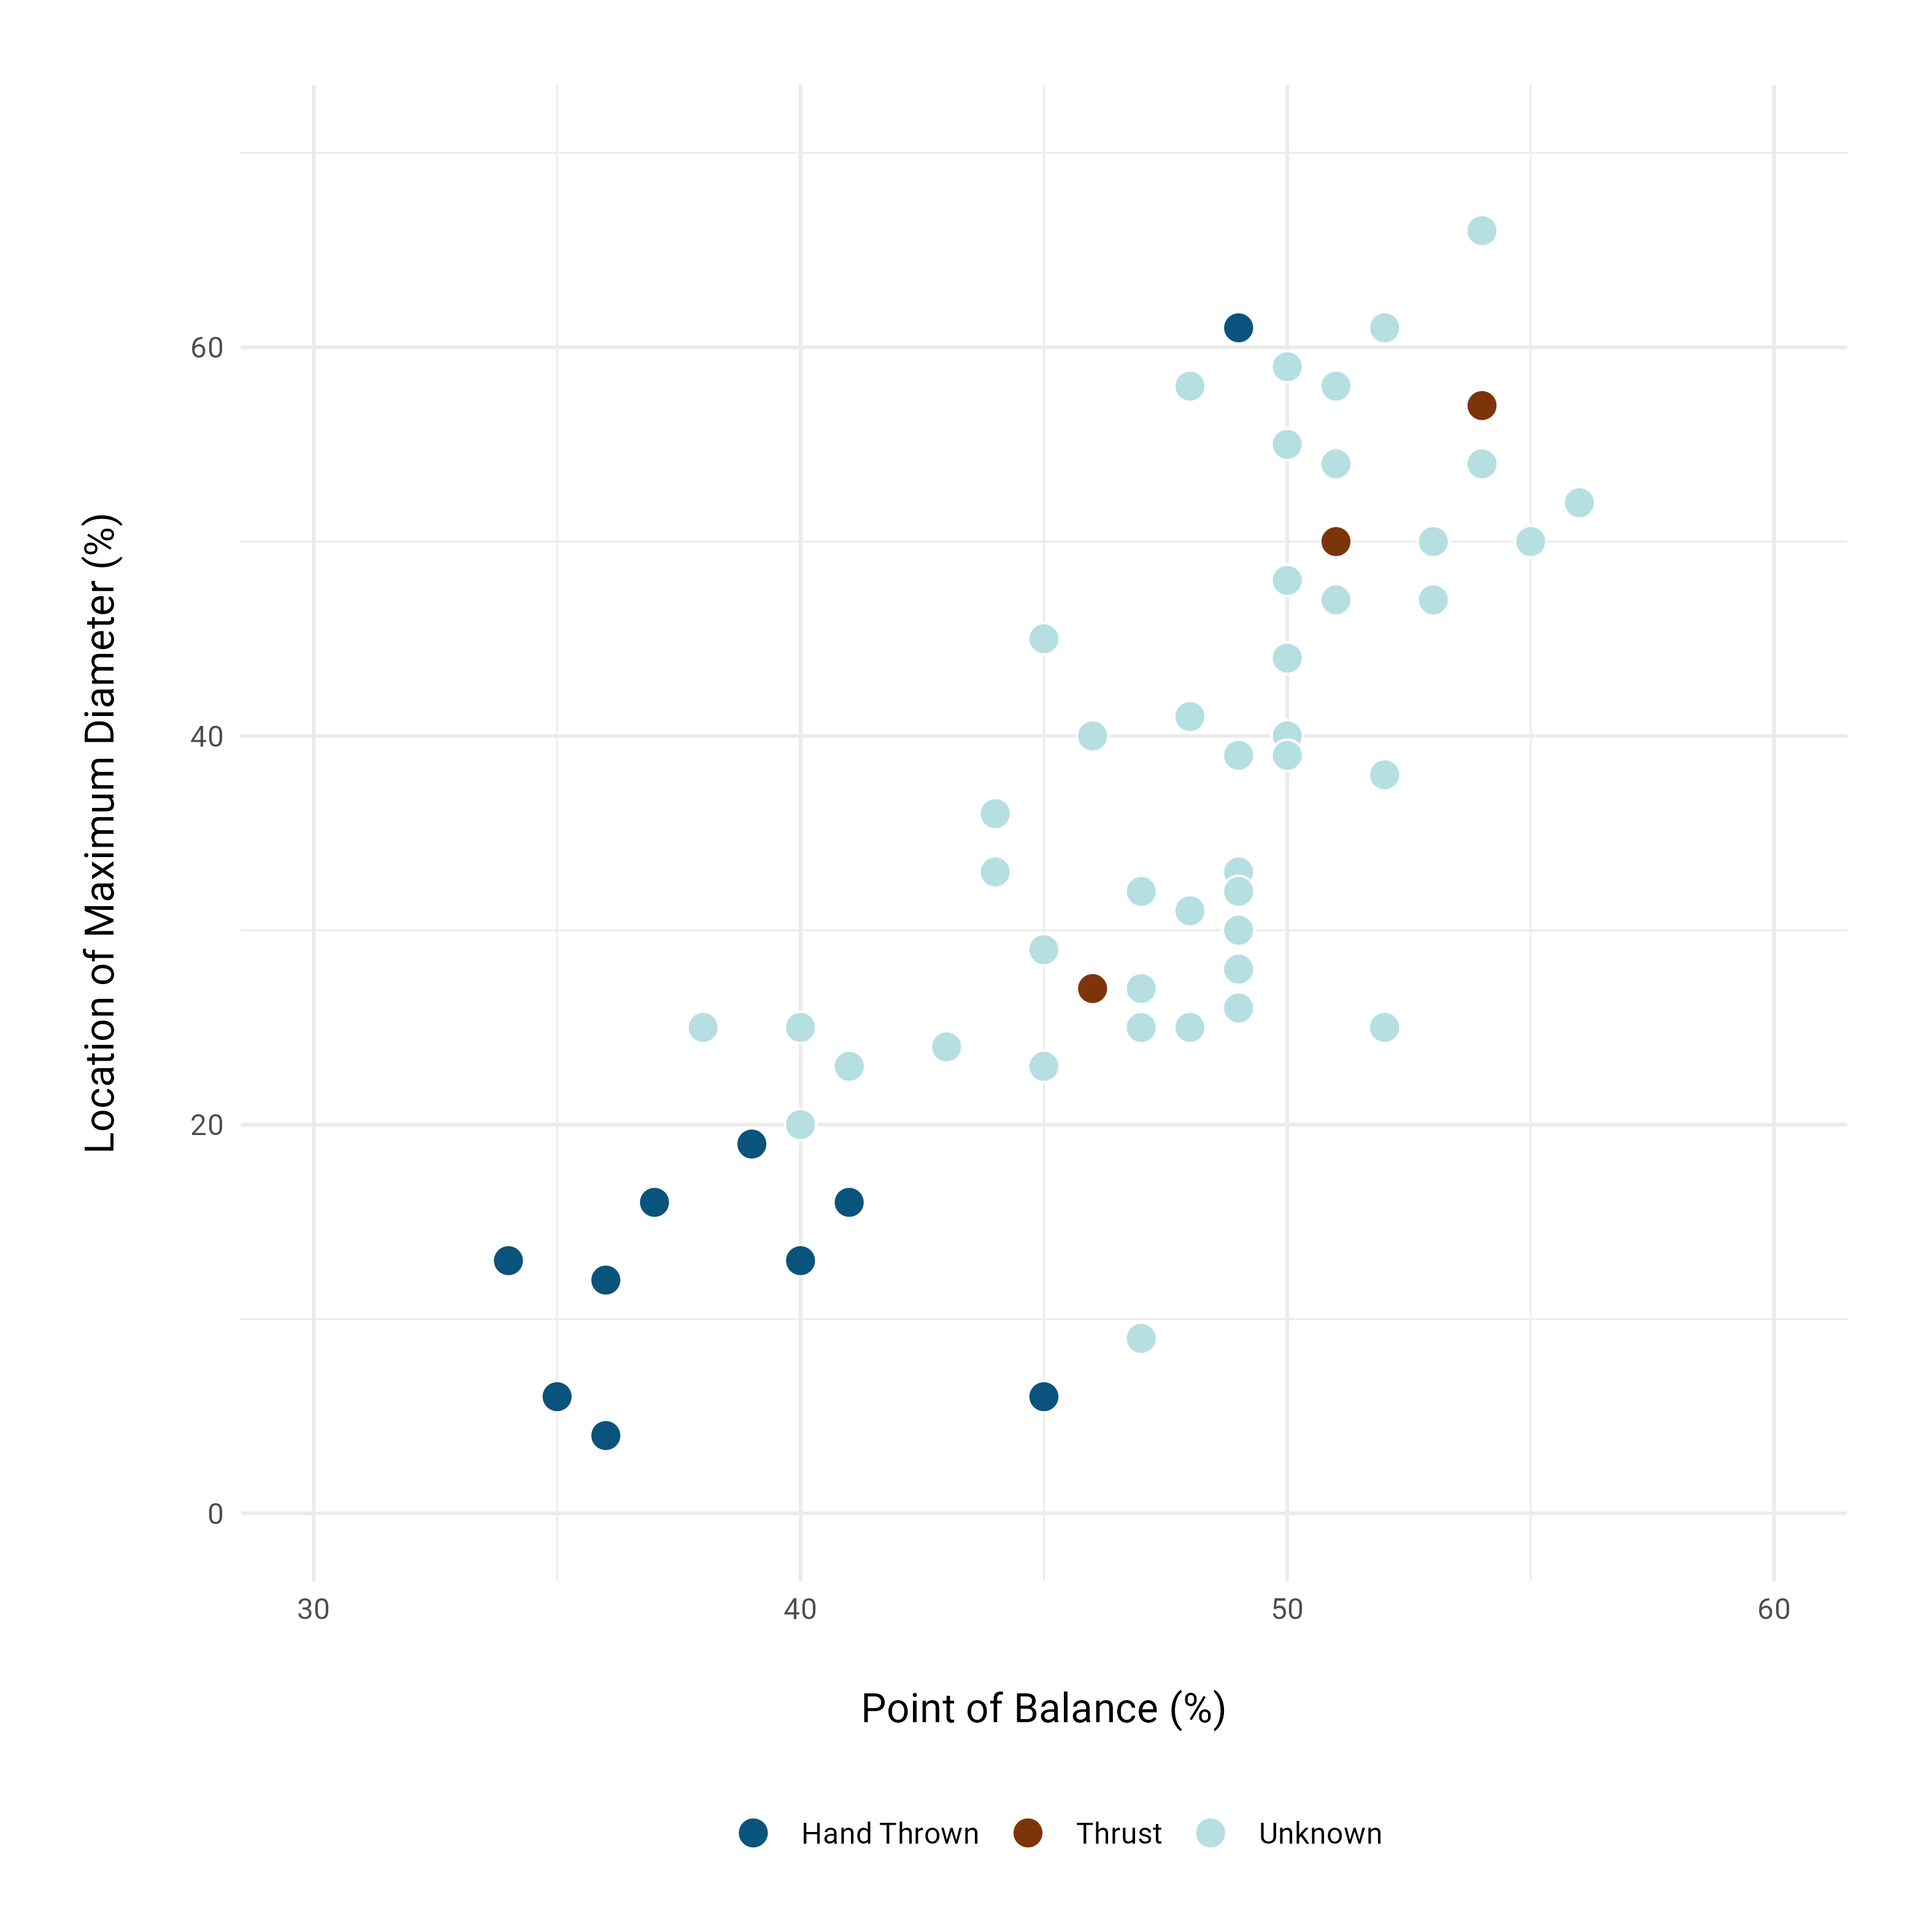 Location of Maximum Diameter (%)
60
40
20
0
30 40 50 60
Point of Balance (%)
Hand Thrown Thrust Unknown